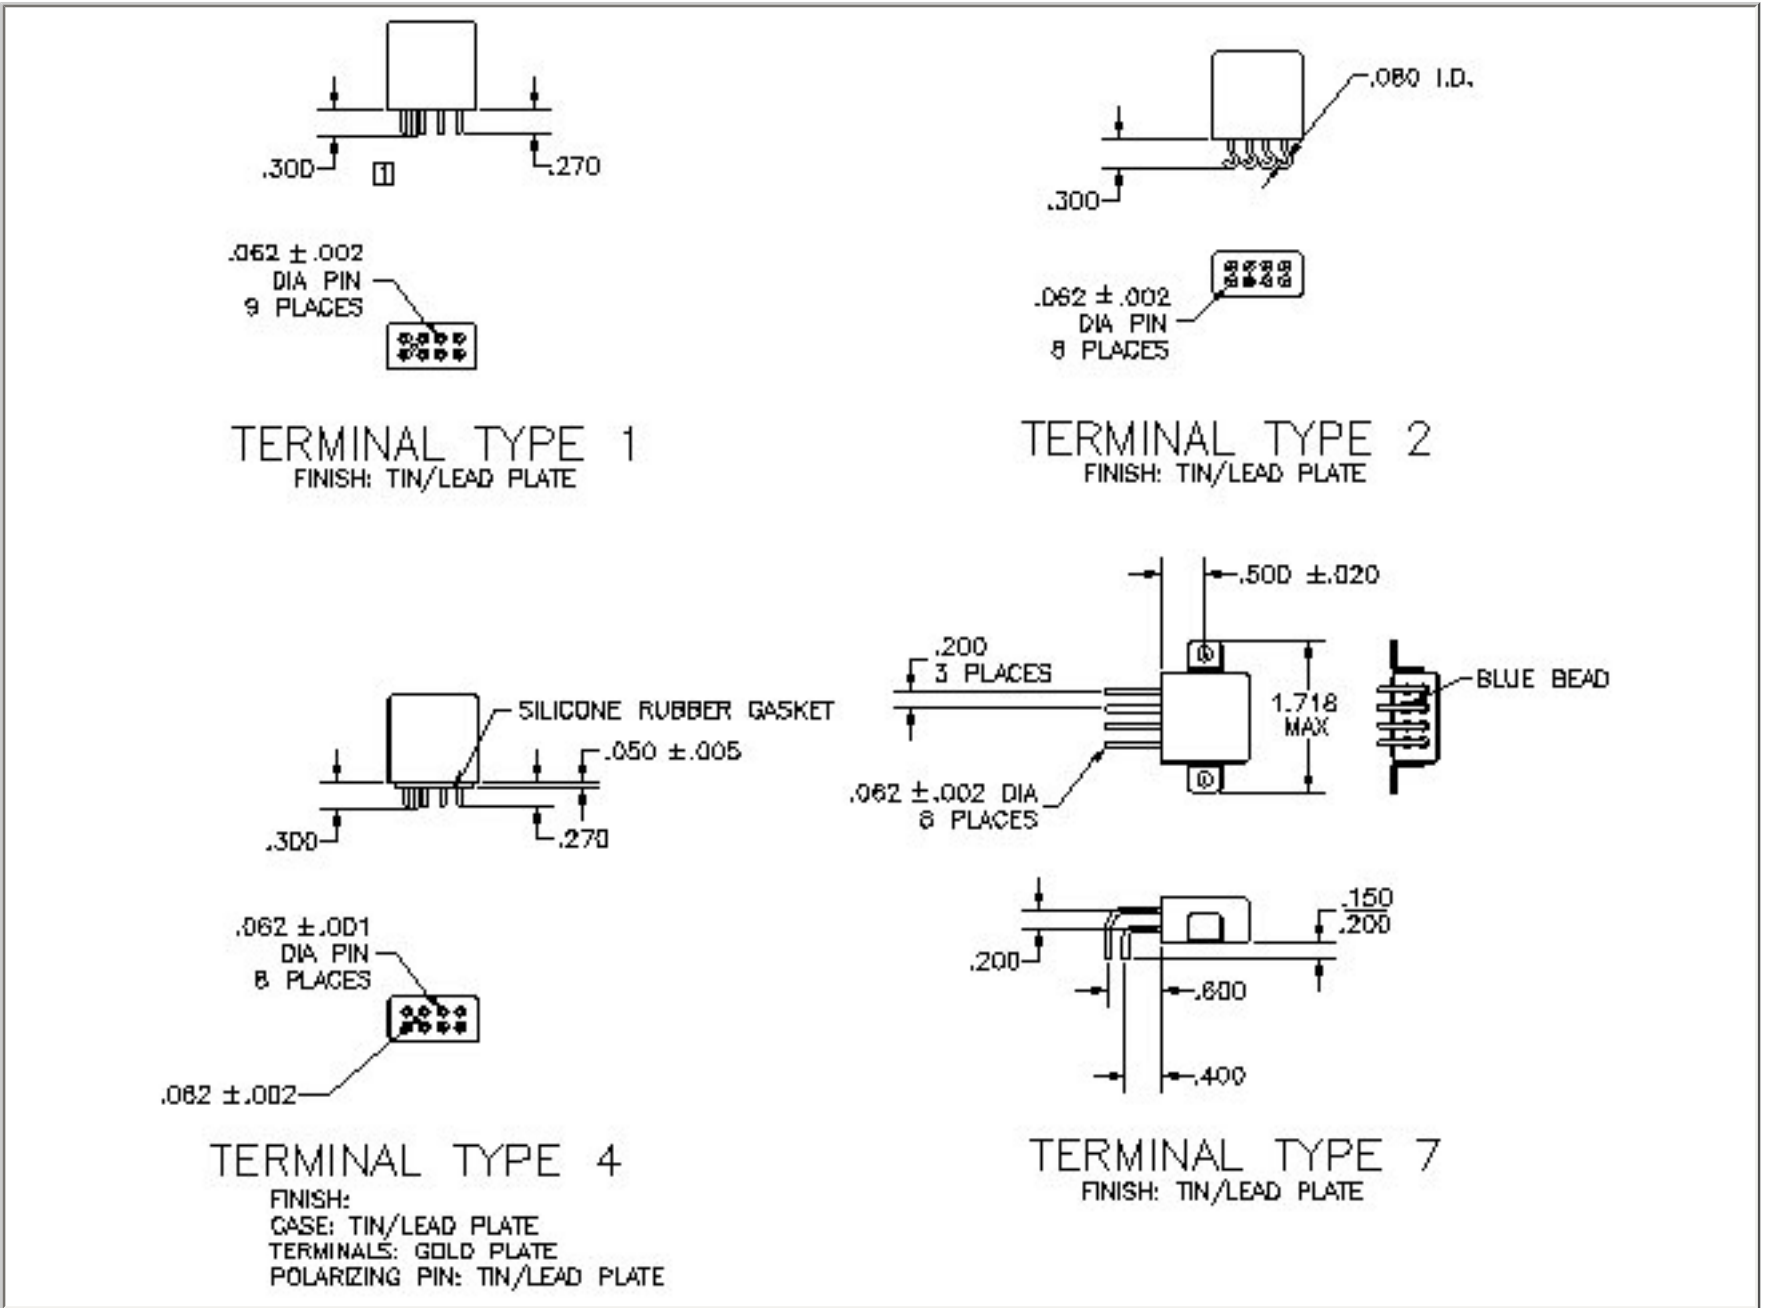 .300
1
.270
.062 ±.002
DIA PIN
9 PLACES
TERMINAL TYPE 1
FINISH: TIN/LEAD PLATE
.080 I.D.
.300
.062 ±.002
DIA PIN
8 PLACES
TERMINAL TYPE 2
FINISH: TIN/LEAD PLATE
SILICONE RUBBER GASKET
.050 ±.005
.300
.270
.062 ±.001
DIA PIN
8 PLACES
.062 ±.002
TERMINAL TYPE 4
FINISH:
CASE: TIN/LEAD PLATE
TERMINALS: GOLD PLATE
POLARIZING PIN: TIN/LEAD PLATE
.500 ±.020
.200
3 PLACES
1.718
MAX
BLUE BEAD
.062 ±.002 DIA
8 PLACES
.150
.200
.200
.600
.400
TERMINAL TYPE 7
FINISH: TIN/LEAD PLATE